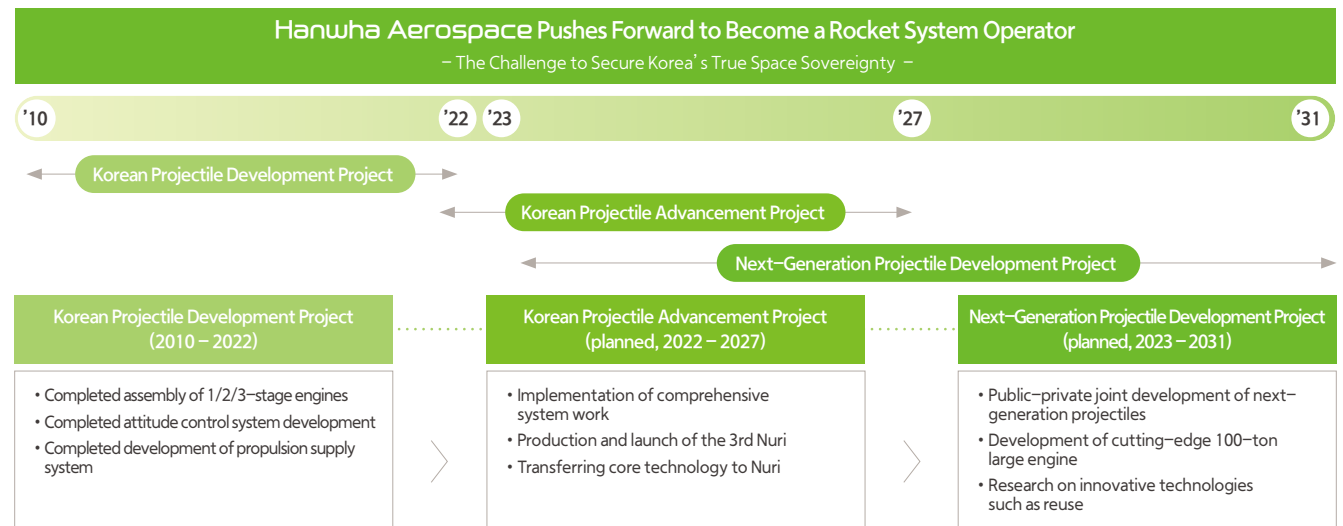 Hanwha Aerospace Pushes Forward to Become a Rocket System Operator
– The Challenge to Secure Korea's True Space Sovereignty –
'10 '22 '23 '27 '31
Korean Projectile Development Project
Korean Projectile Advancement Project
Next-Generation Projectile Development Project
Korean Projectile Development Project
(2010 – 2022)
• Completed assembly of 1/2/3-stage engines
• Completed attitude control system development
• Completed development of propulsion supply
system
Korean Projectile Advancement Project
(planned, 2022 – 2027)
• Implementation of comprehensive
system work
• Production and launch of the 3rd Nuri
• Transferring core technology to Nuri
Next-Generation Projectile Development Project
(planned, 2023 – 2031)
• Public-private joint development of next-
generation projectiles
• Development of cutting-edge 100-ton
large engine
• Research on innovative technologies
such as reuse